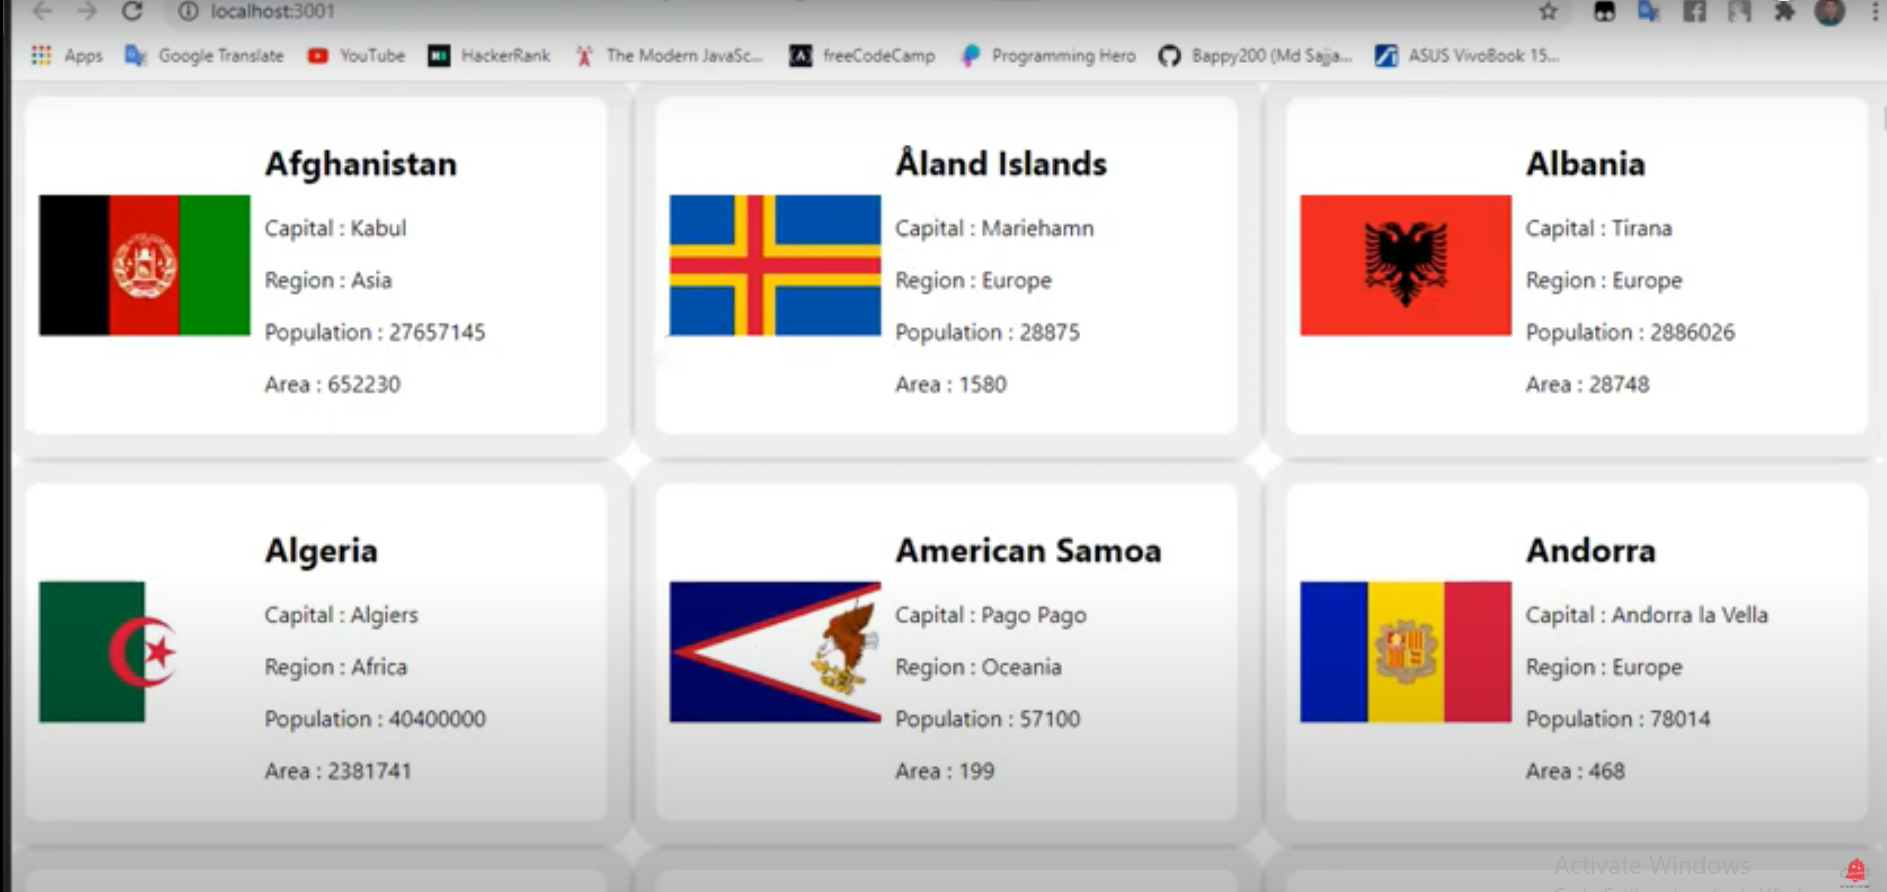 localhost:3001
Apps Google Translate YouTube HackerRank The Modern JavaSc... freeCodeCamp Programming Hero Bappy200 (Md Sajja... ASUS VivoBook 15...
Afghanistan
Capital : Kabul
Region : Asia
Population : 27657145
Area : 652230
Åland Islands
Capital : Mariehamn
Region : Europe
Population : 28875
Area : 1580
Albania
Capital : Tirana
Region : Europe
Population : 2886026
Area : 28748
Algeria
Capital : Algiers
Region : Africa
Population : 40400000
Area : 2381741
American Samoa
Capital : Pago Pago
Region : Oceania
Population : 57100
Area : 199
Andorra
Capital : Andorra la Vella
Region : Europe
Population : 78014
Area : 468
Activate Windows